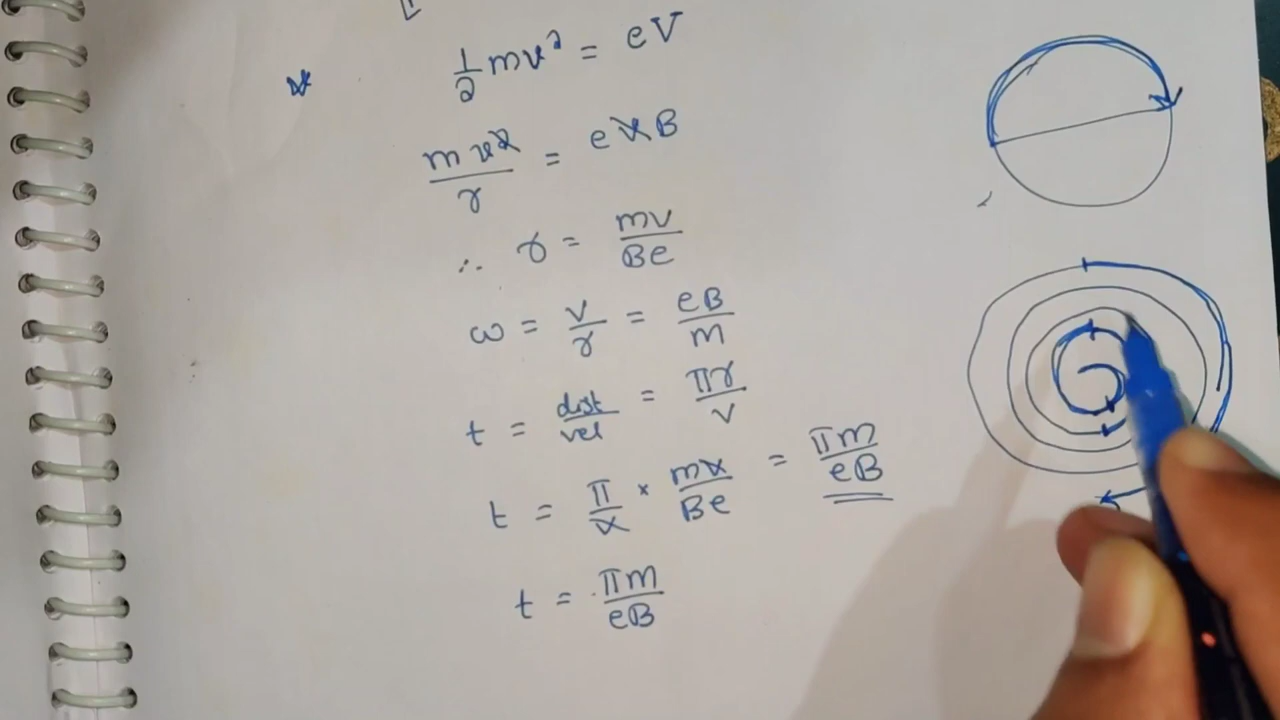 ½mv² = eV
mv²/r = evB
∴ r = mv/Be
ω = v/r = eB/m
t = dist/vel = πr/v
t = π/v × mv/Be = πm/eB
t = πm/eB